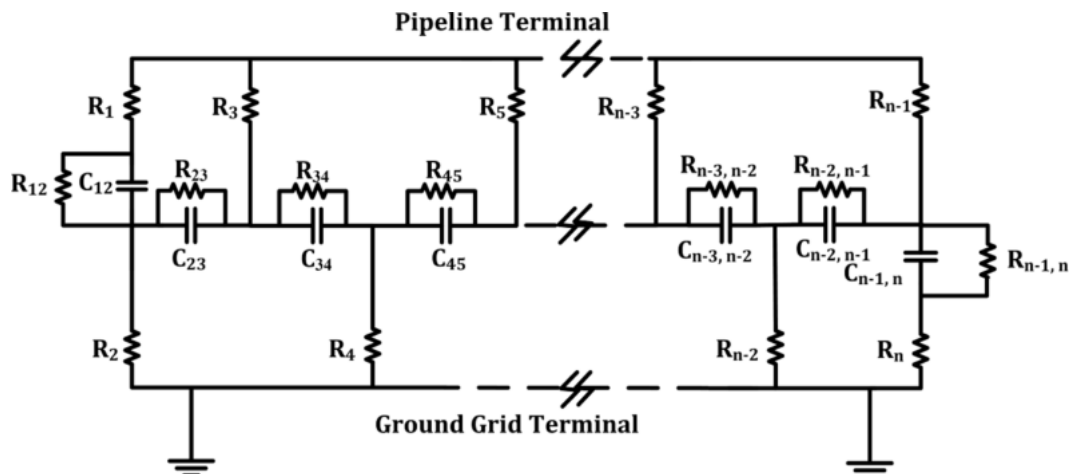 Pipeline Terminal
R₁ R₃ R₅ Rₙ₋₃ Rₙ₋₁
R₁₂ C₁₂ R₂₃ R₃₄ R₄₅ Rₙ₋₃, ₙ₋₂ Rₙ₋₂, ₙ₋₁
C₂₃ C₃₄ C₄₅ Cₙ₋₃, ₙ₋₂ Cₙ₋₂, ₙ₋₁
Cₙ₋₁, ₙ Rₙ₋₁, ₙ
R₂ R₄ Rₙ₋₂ Rₙ
Ground Grid Terminal